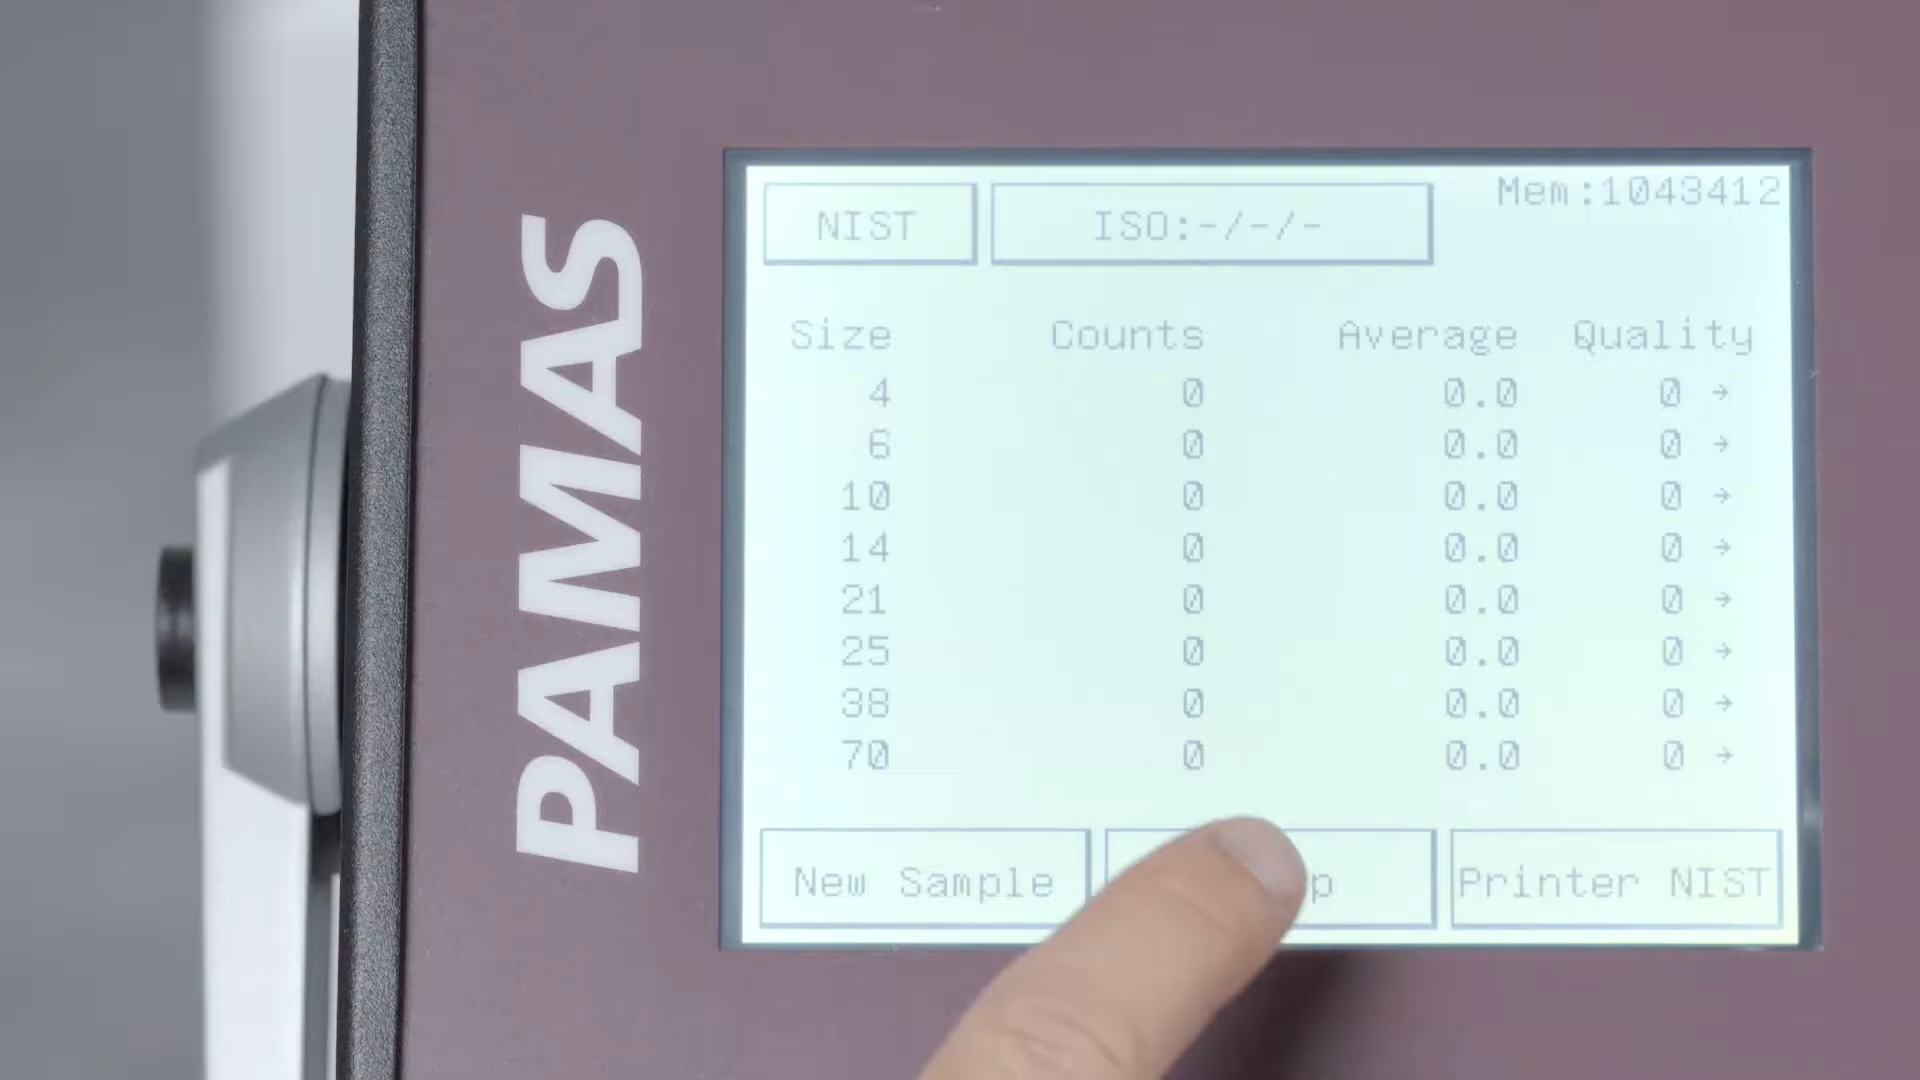 PAMAS
NIST ISO:-/-/- Mem:1043412
Size Counts Average Quality
4 0 0.0 0 →
6 0 0.0 0 →
10 0 0.0 0 →
14 0 0.0 0 →
21 0 0.0 0 →
25 0 0.0 0 →
38 0 0.0 0 →
70 0 0.0 0 →
New Sample Printer NIST